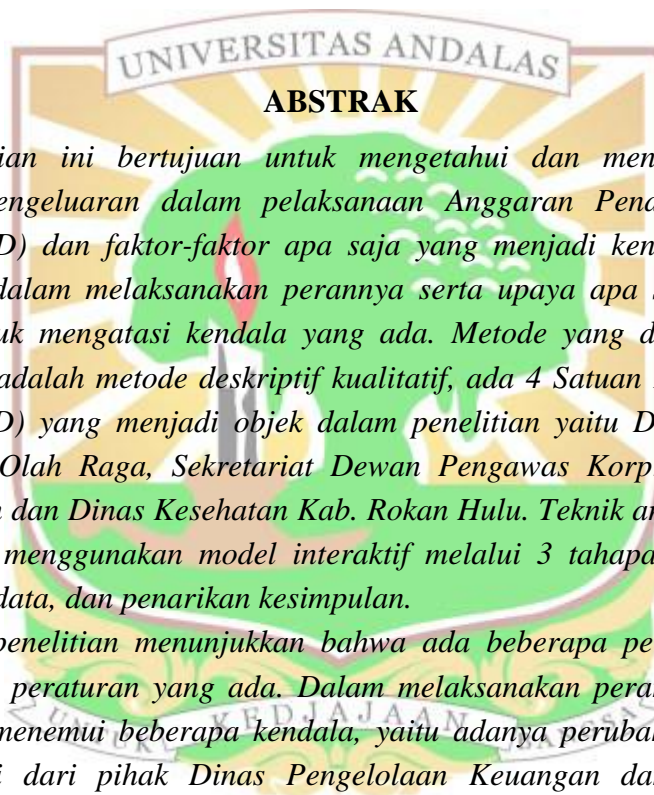 UNIVERSITAS ANDALAS
ABSTRAK
ian ini bertujuan untuk mengetahui dan men
engeluaran dalam pelaksanaan Anggaran Pend
D) dan faktor-faktor apa saja yang menjadi ken
dalam melaksanakan perannya serta upaya apa s
uk mengatasi kendala yang ada. Metode yang d
adalah metode deskriptif kualitatif, ada 4 Satuan
D) yang menjadi objek dalam penelitian yaitu D
Olah Raga, Sekretariat Dewan Pengawas Korp
n dan Dinas Kesehatan Kab. Rokan Hulu. Teknik an
menggunakan model interaktif melalui 3 tahapa
data, dan penarikan kesimpulan.
penelitian menunjukkan bahwa ada beberapa pe
peraturan yang ada. Dalam melaksanakan pera
UNTUK KEDJAJAAN BANGSA
menemui beberapa kendala, yaitu adanya peruba
i dari pihak Dinas Pengelolaan Keuangan da